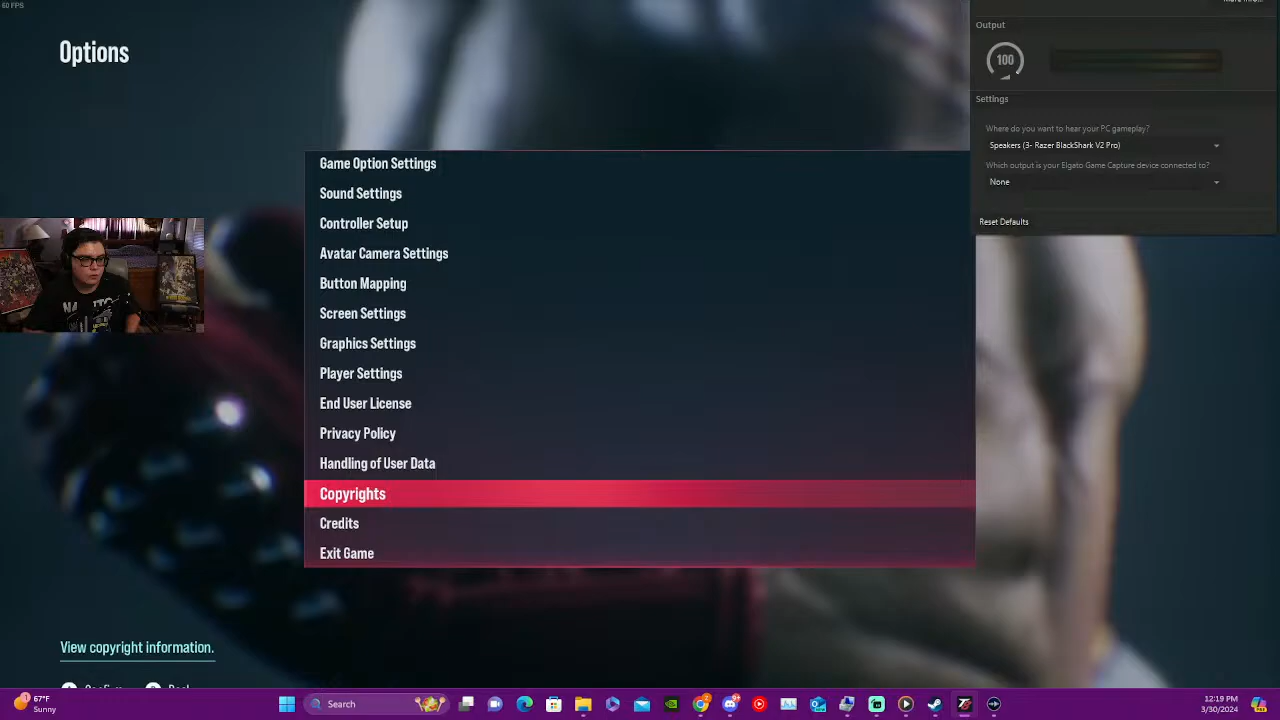 60 FPS
Options
Game Option Settings
Sound Settings
Controller Setup
Avatar Camera Settings
Button Mapping
Screen Settings
Graphics Settings
Player Settings
End User License
Privacy Policy
Handling of User Data
Copyrights
Credits
Exit Game
View copyright information.
Output
100
Settings
Where do you want to hear your PC gameplay?
Speakers (3- Razer BlackShark V2 Pro)
Which output is your Elgato Game Capture device connected to?
None
Reset Defaults
67°F
Sunny
Search
12:19 PM
3/30/2024